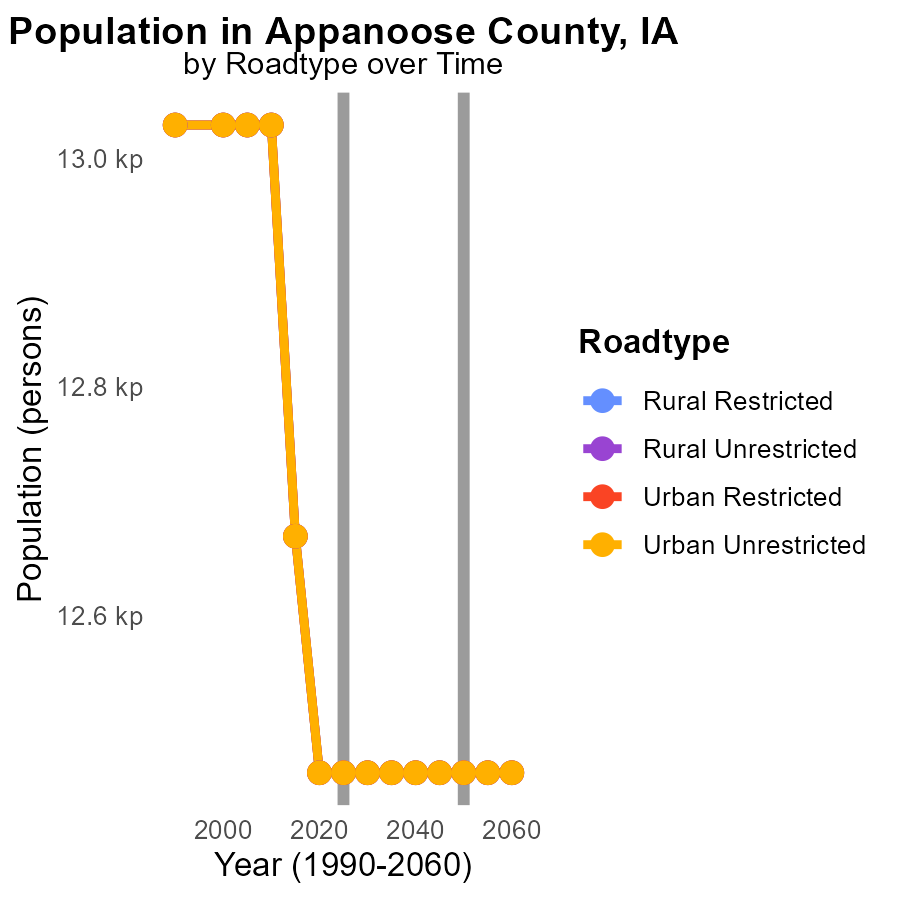 Population in Appanoose County, IA
by Roadtype over Time
Population (persons)
13.0 kp
12.8 kp
12.6 kp
2000 2020 2040 2060
Year (1990-2060)
Roadtype
Rural Restricted
Rural Unrestricted
Urban Restricted
Urban Unrestricted